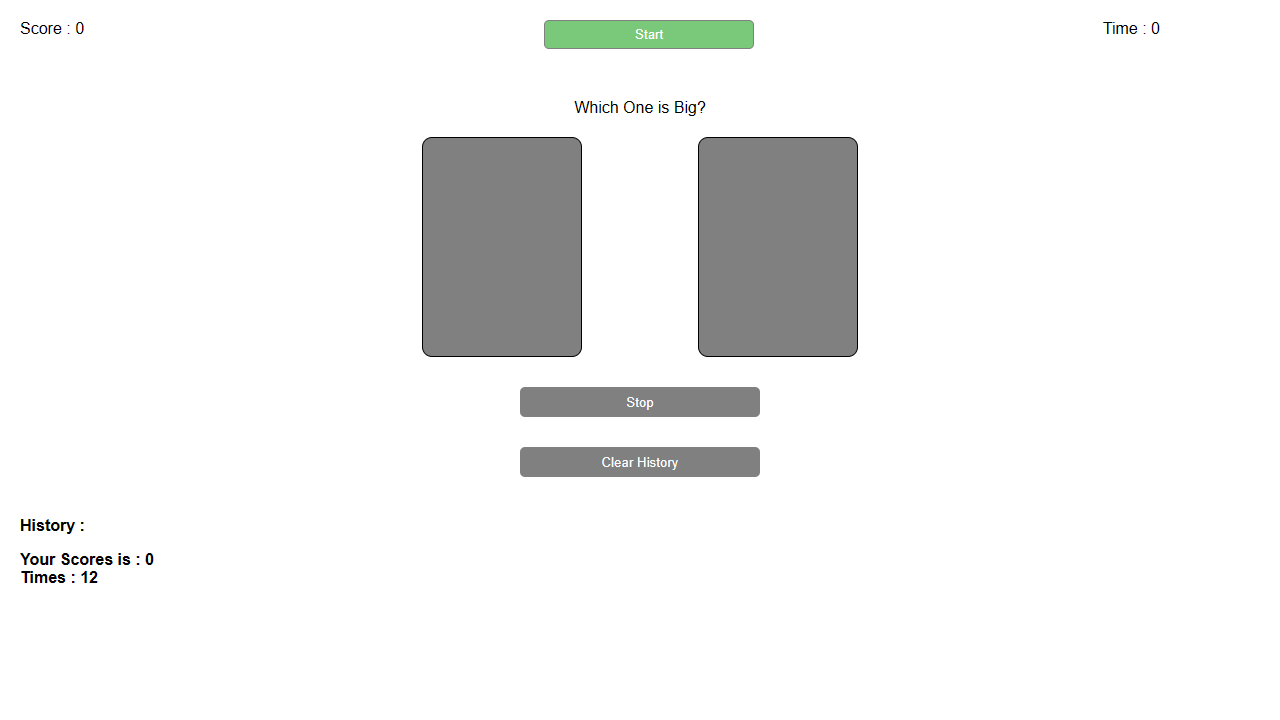 Score : 0
Start
Time : 0
Which One is Big?
Stop
Clear History
History :
Your Scores is : 0
Times : 12